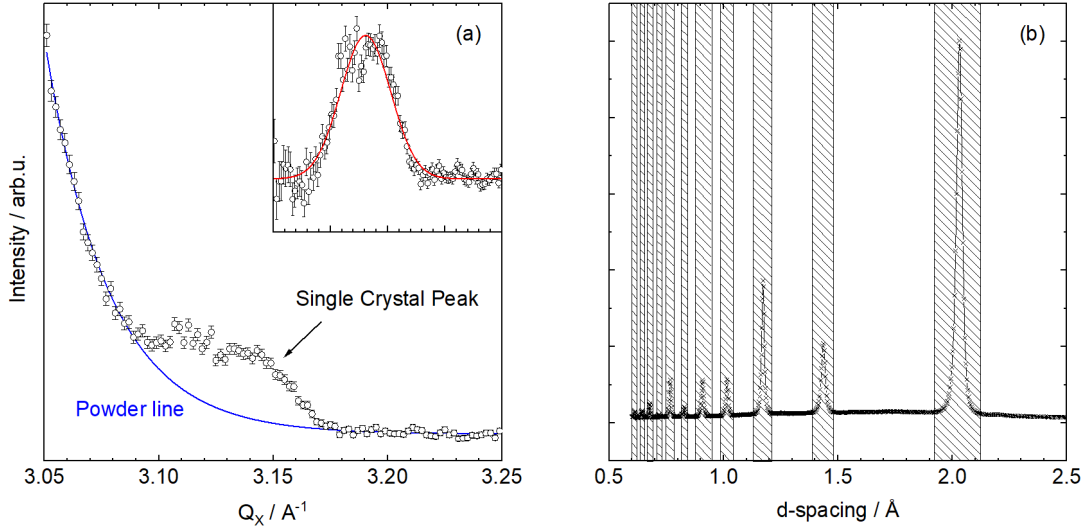 (a)
(b)
Intensity / arb.u.
Single Crystal Peak
Powder line
3.05 3.10 3.15 3.20 3.25
0.5 1.0 1.5 2.0 2.5
Q_X / A⁻¹
d-spacing / Å